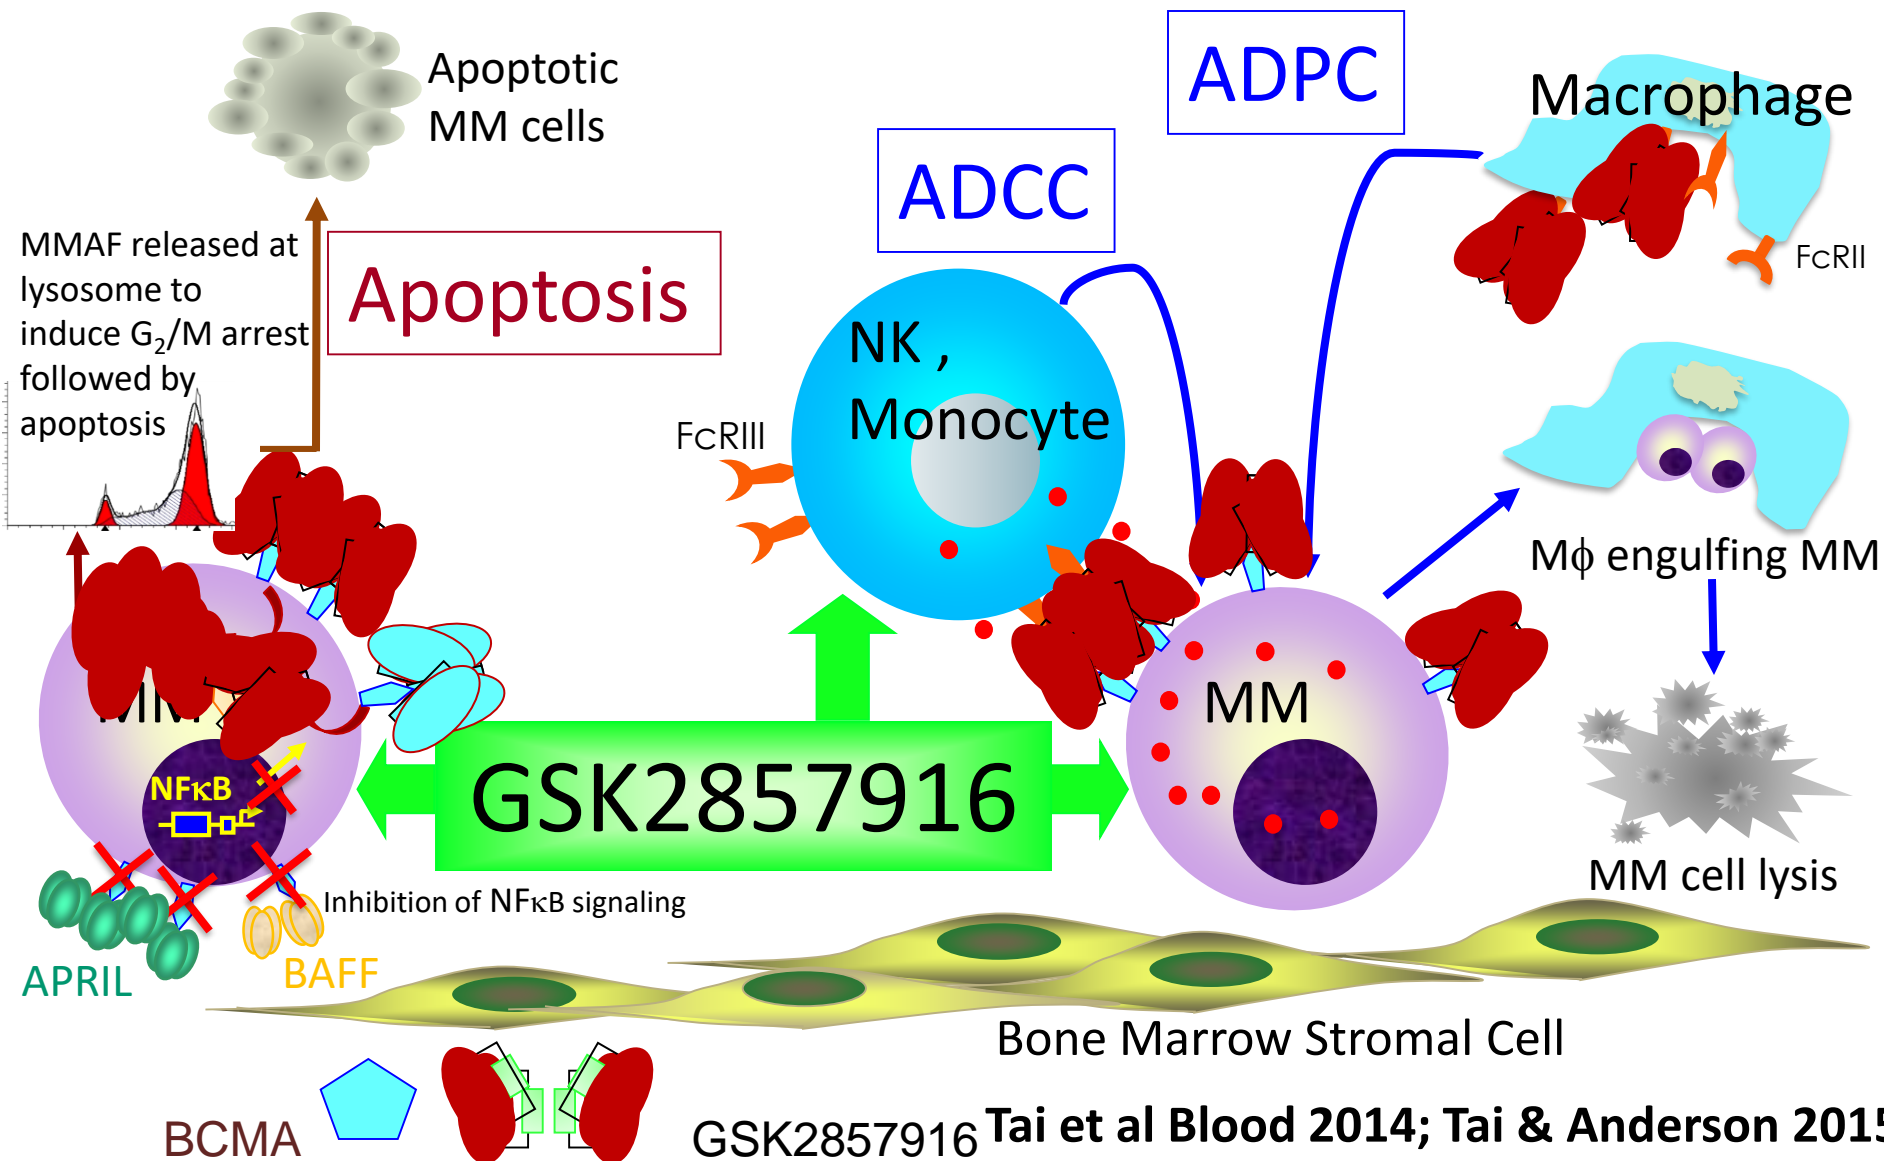 Apoptotic
MM cells
ADPC
Macrophage
ADCC
MMAF released at
lysosome to
induce G2/M arrest
followed by
apoptosis
Apoptosis
FcRII
NK ,
Monocyte
FcRIII
Mϕ engulfing MM
MM
MM
NFκB
GSK2857916
MM cell lysis
Inhibition of NFκB signaling
APRIL
BAFF
Bone Marrow Stromal Cell
BCMA
GSK2857916
Tai et al Blood 2014; Tai & Anderson 2015